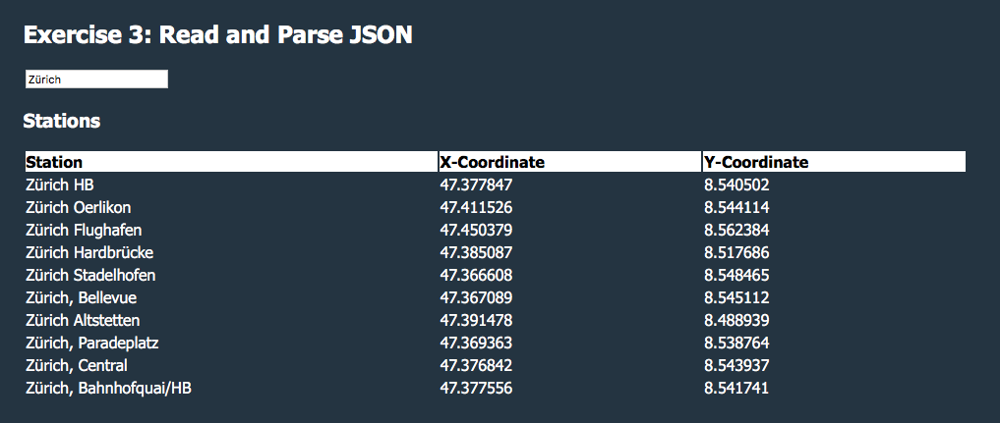 Exercise 3: Read and Parse JSON
Zürich
Stations
Station X-Coordinate Y-Coordinate
Zürich HB 47.377847 8.540502
Zürich Oerlikon 47.411526 8.544114
Zürich Flughafen 47.450379 8.562384
Zürich Hardbrücke 47.385087 8.517686
Zürich Stadelhofen 47.366608 8.548465
Zürich, Bellevue 47.367089 8.545112
Zürich Altstetten 47.391478 8.488939
Zürich, Paradeplatz 47.369363 8.538764
Zürich, Central 47.376842 8.543937
Zürich, Bahnhofquai/HB 47.377556 8.541741